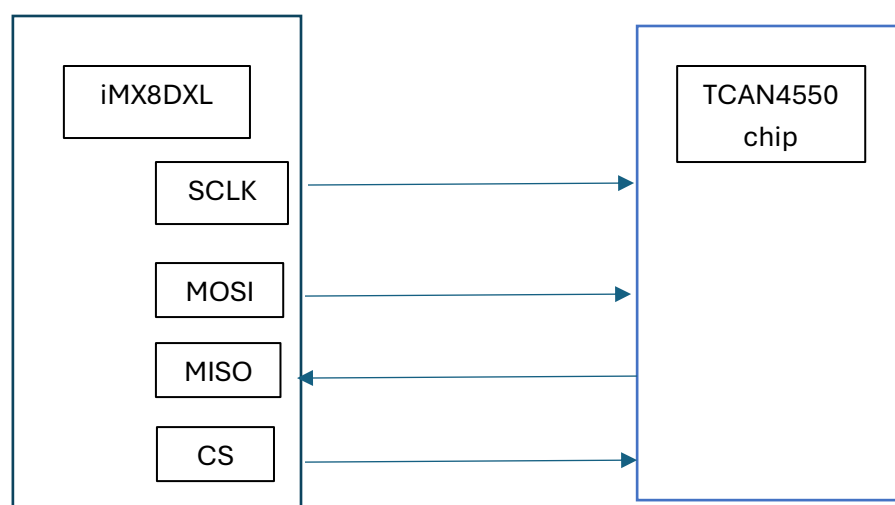 iMX8DXL
TCAN4550
chip
SCLK
MOSI
MISO
CS